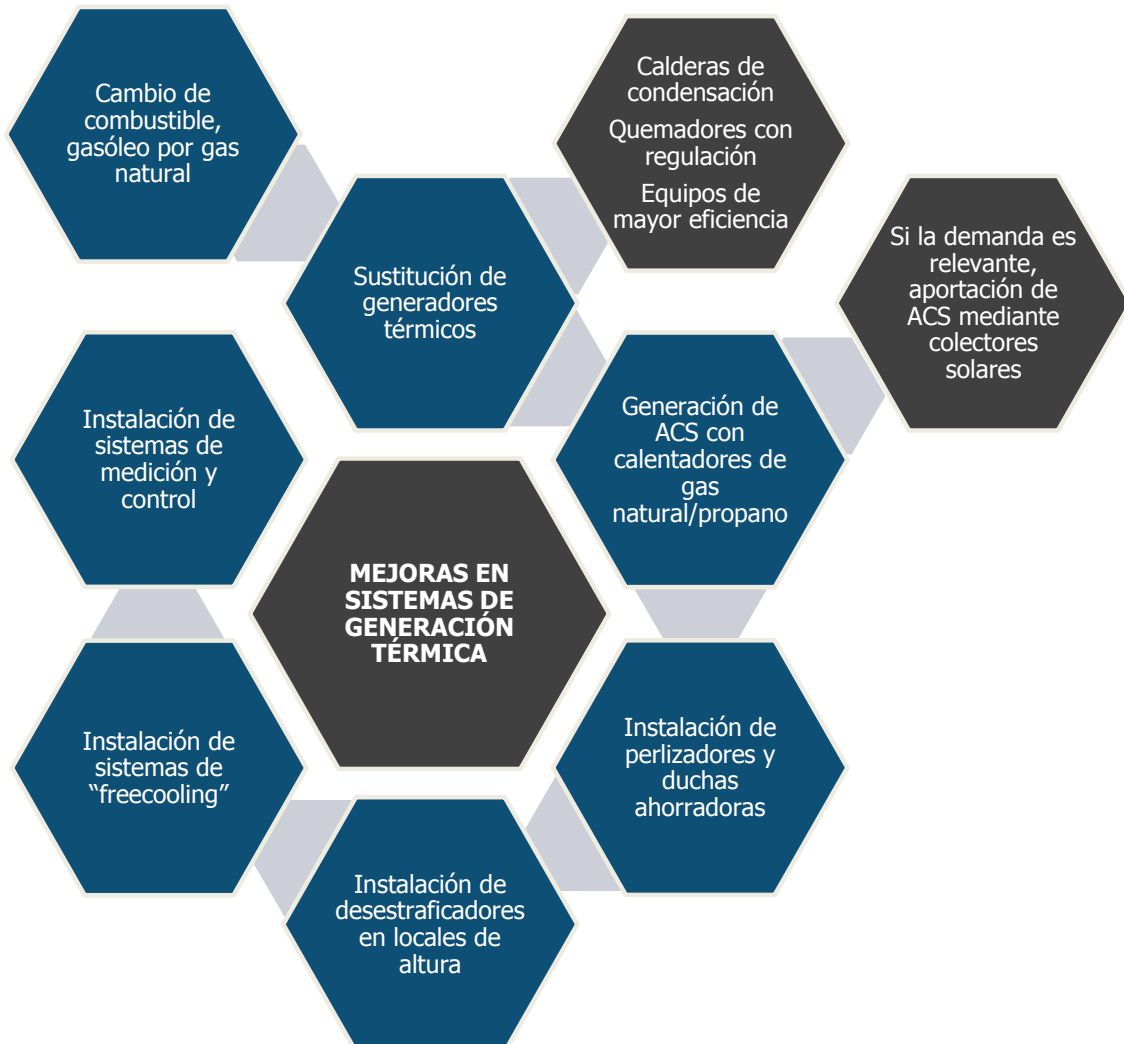 Cambio de
combustible,
gasóleo por gas
natural
Calderas de
condensación
Quemadores con
regulación
Equipos de
mayor eficiencia
Sustitución de
generadores
térmicos
Si la demanda es
relevante,
aportación de
ACS mediante
colectores
solares
Instalación de
sistemas de
medición y
control
Generación de
ACS con
calentadores de
gas
natural/propano
MEJORAS EN
SISTEMAS DE
GENERACIÓN
TÉRMICA
Instalación de
sistemas de
“freecooling”
Instalación de
perlizadores y
duchas
ahorradoras
Instalación de
desestraficadores
en locales de
altura